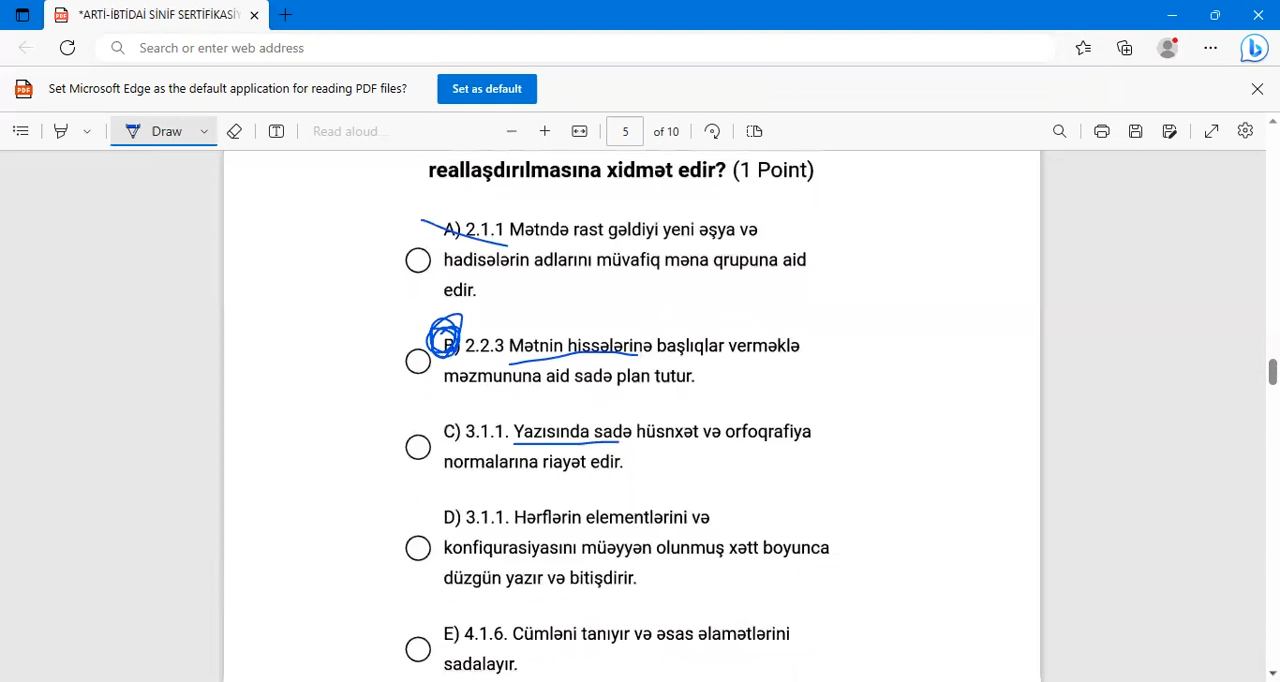 *ARTİ-İBTİDAİ SİNİF SERTİFİKASİY
Search or enter web address
Set Microsoft Edge as the default application for reading PDF files?
Set as default
Draw
Read aloud...
5 of 10
reallaşdırılmasına xidmət edir? (1 Point)
A) 2.1.1 Mətndə rast gəldiyi yeni əşya və
hadisələrin adlarını müvafiq məna qrupuna aid
edir.
B) 2.2.3 Mətnin hissələrinə başlıqlar verməklə
məzmununa aid sadə plan tutur.
C) 3.1.1. Yazısında sadə hüsnxət və orfoqrafiya
normalarına riayət edir.
D) 3.1.1. Hərflərin elementlərini və
konfiqurasiyasını müəyyən olunmuş xətt boyunca
düzgün yazır və bitişdirir.
E) 4.1.6. Cümləni tanıyır və əsas əlamətlərini
sadalayır.